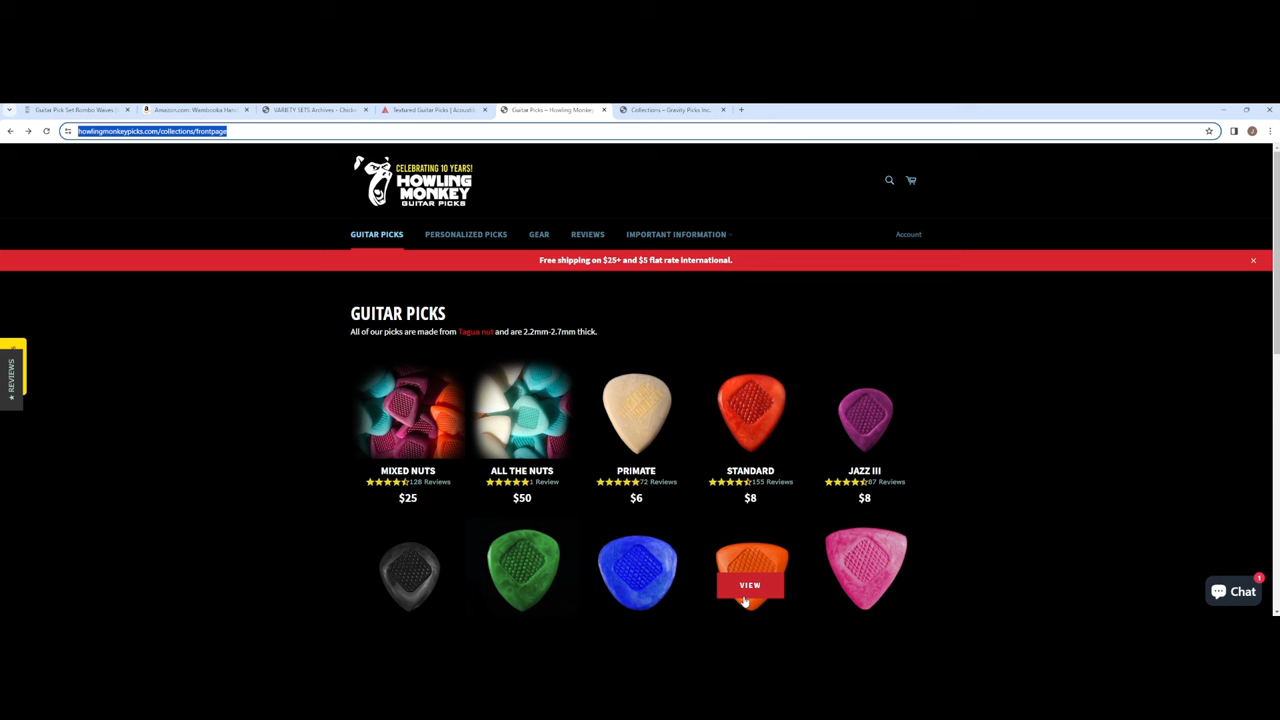 Guitar Pick Set Rombo Waves |
Amazon.com: Wambooka Han
VARIETY SETS Archives - Chick
Textured Guitar Picks | Acousti
Guitar Picks – Howling Monkey
Collections – Gravity Picks Inc.
howlingmonkeypicks.com/collections/frontpage
J
CELEBRATING 10 YEARS!
HOWLING
MONKEY
GUITAR PICKS
GUITAR PICKS
PERSONALIZED PICKS
GEAR
REVIEWS
IMPORTANT INFORMATION
Account
Free shipping on $25+ and $5 flat rate international.
GUITAR PICKS
All of our picks are made from Tagua nut and are 2.2mm-2.7mm thick.
★ REVIEWS
MIXED NUTS
128 Reviews
$25
ALL THE NUTS
1 Review
$50
PRIMATE
72 Reviews
$6
STANDARD
155 Reviews
$8
JAZZ III
87 Reviews
$8
VIEW
Chat
1